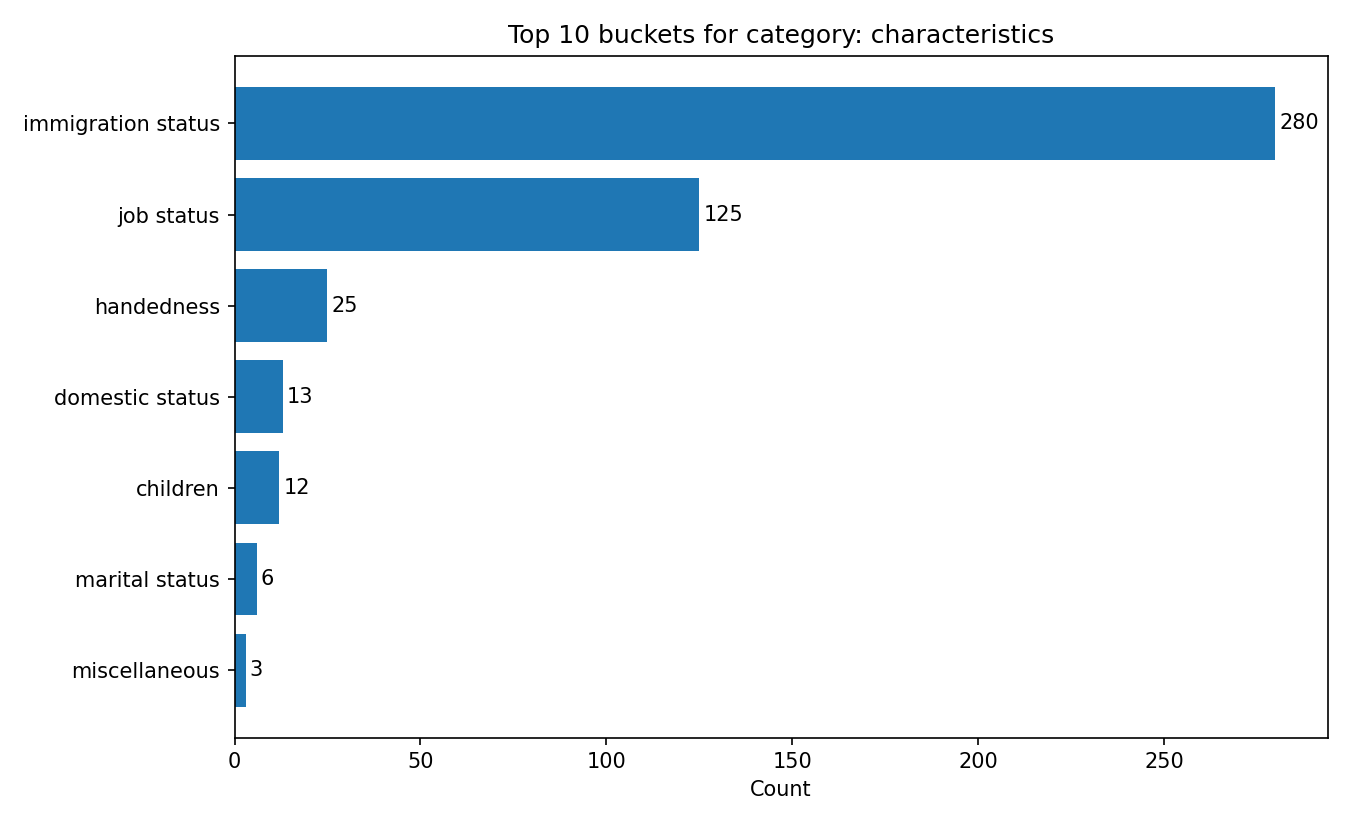 Top 10 buckets for category: characteristics
immigration status 280
job status 125
handedness 25
domestic status 13
children 12
marital status 6
miscellaneous 3
0 50 100 150 200 250
Count